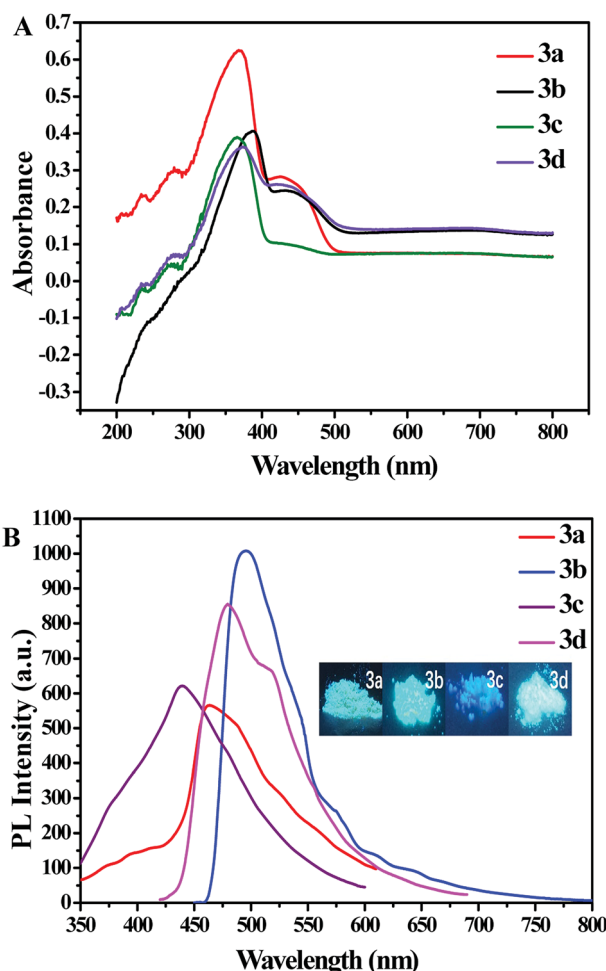 A
0.7
0.6
0.5
0.4
0.3
0.2
0.1
0.0
-0.1
-0.2
-0.3
Absorbance
3a
3b
3c
3d
200 300 400 500 600 700 800
Wavelength (nm)
B
1100
1000
900
800
700
600
500
400
300
200
100
0
PL Intensity (a.u.)
3a
3b
3c
3d
3a 3b 3c 3d
350 400 450 500 550 600 650 700 750 800
Wavelength (nm)